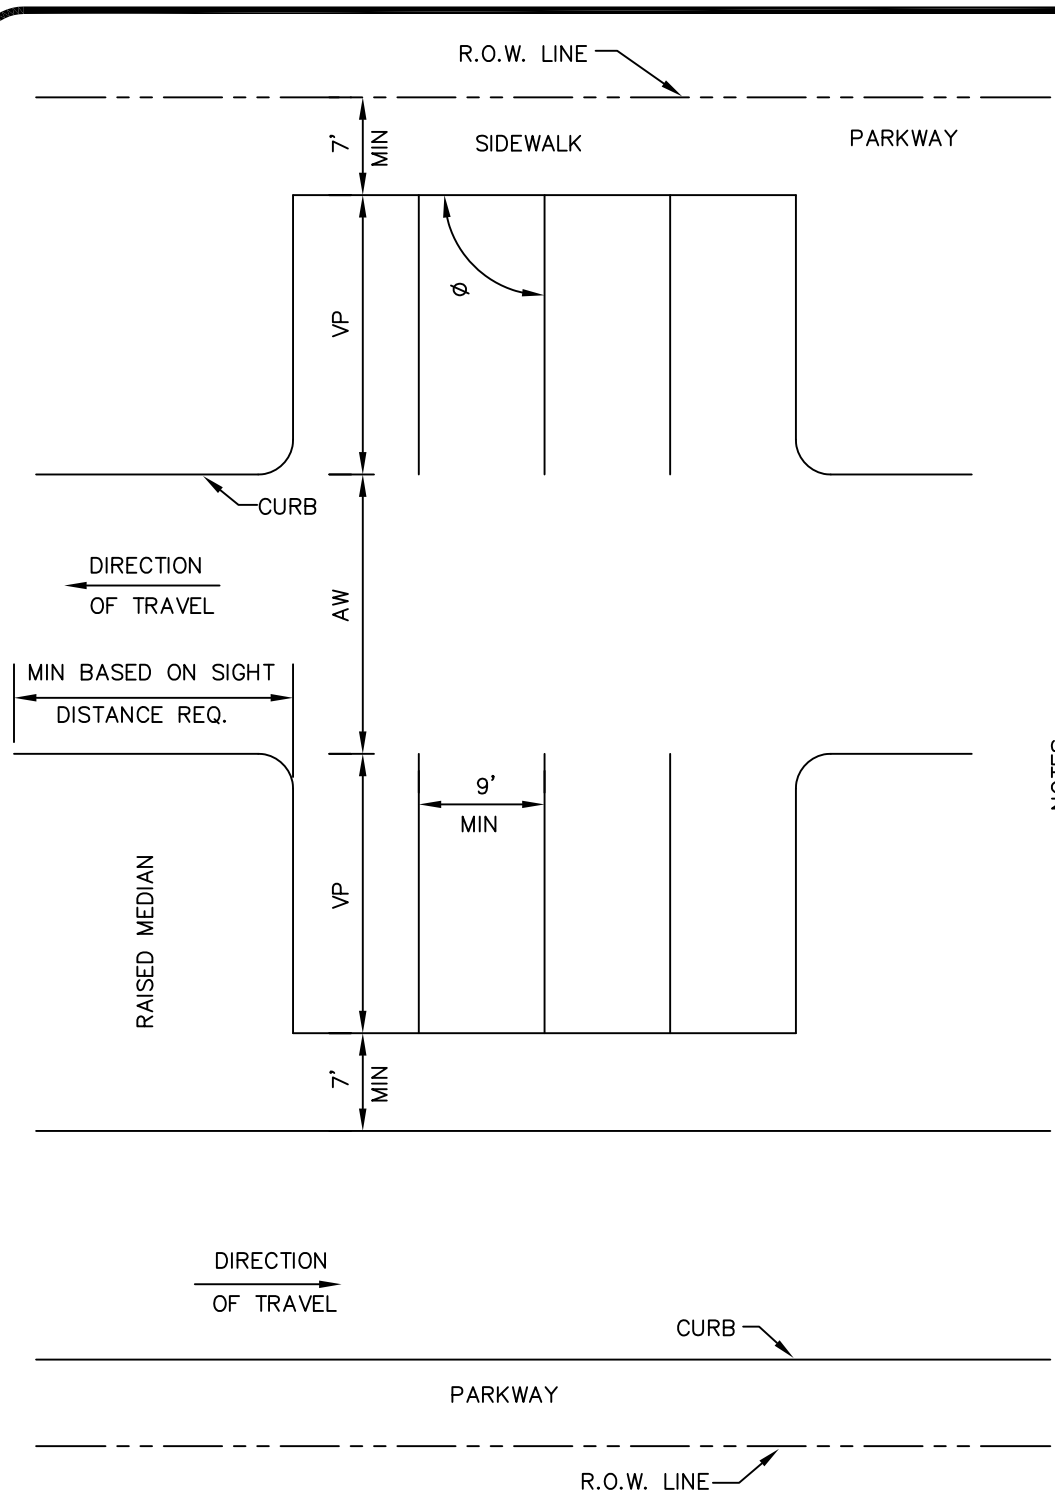 R.O.W. LINE
7'
MIN
SIDEWALK
PARKWAY
Φ
VP
CURB
DIRECTION
OF TRAVEL
AW
MIN BASED ON SIGHT
DISTANCE REQ.
9'
MIN
RAISED MEDIAN
VP
7'
MIN
DIRECTION
OF TRAVEL
CURB
PARKWAY
R.O.W. LINE